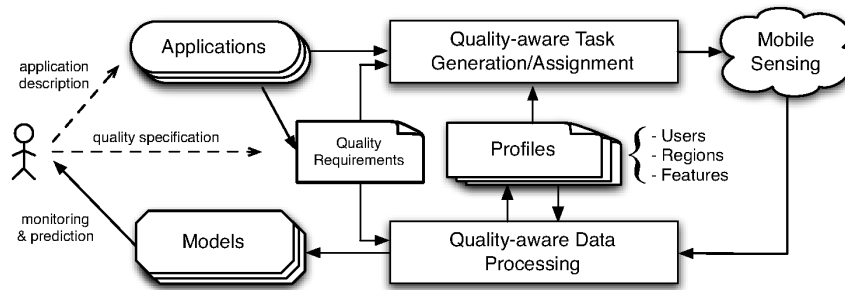 Applications
Quality-aware Task
Generation/Assignment
Mobile
Sensing
application
description
quality specification
Quality
Requirements
Profiles
- Users
- Regions
- Features
monitoring
& prediction
Models
Quality-aware Data
Processing